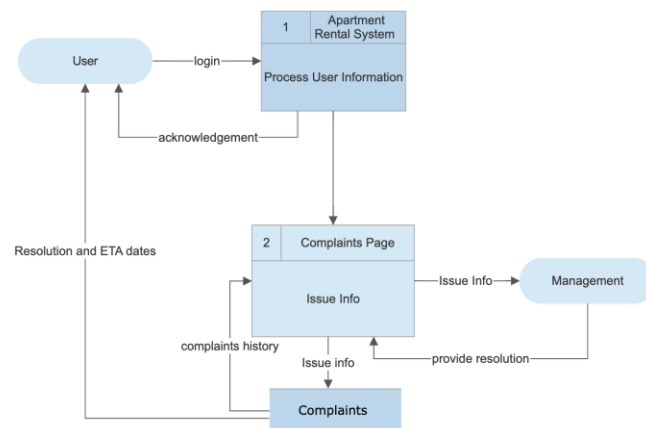 1
Apartment
Rental System
User
login
Process User Information
acknowledgement
2
Complaints Page
Resolution and ETA dates
Issue Info
Management
Issue Info
complaints history
provide resolution
Issue info
Complaints